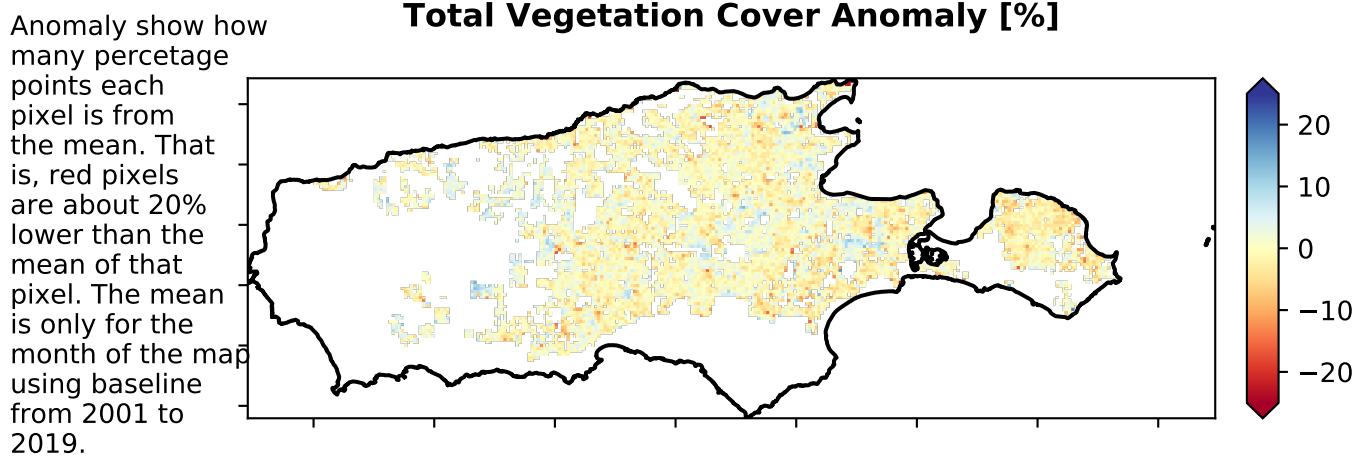 Total Vegetation Cover Anomaly [%]
Anomaly show how
many percetage
points each
pixel is from
the mean. That
is, red pixels
are about 20%
lower than the
mean of that
pixel. The mean
is only for the
month of the map
using baseline
from 2001 to
2019.
20
10
0
−10
−20